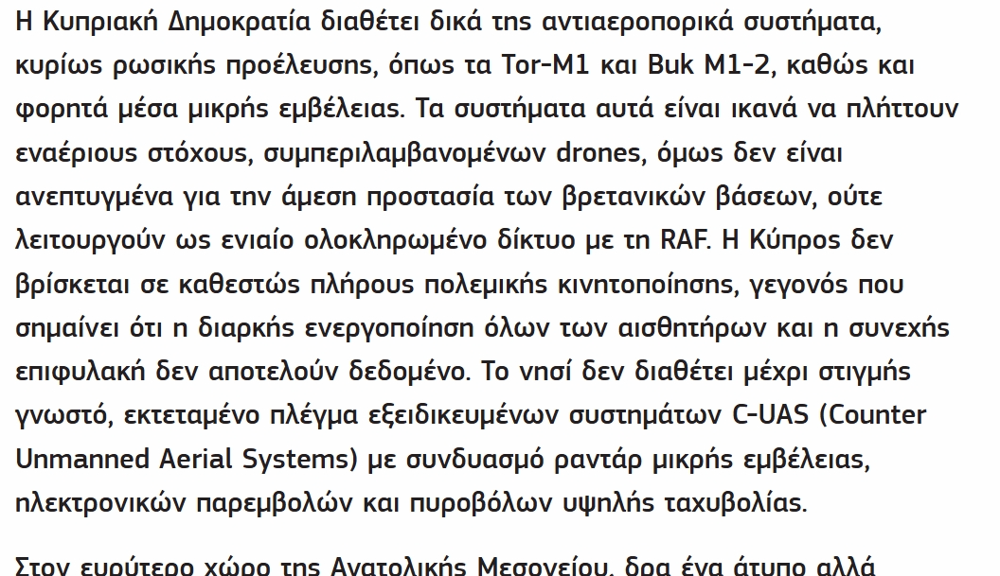 Η Κυπριακή Δημοκρατία διαθέτει δικά της αντιαεροπορικά συστήματα,
κυρίως ρωσικής προέλευσης, όπως τα Tor-M1 και Buk M1-2, καθώς και
φορητά μέσα μικρής εμβέλειας. Τα συστήματα αυτά είναι ικανά να πλήττουν
εναέριους στόχους, συμπεριλαμβανομένων drones, όμως δεν είναι
ανεπτυγμένα για την άμεση προστασία των βρετανικών βάσεων, ούτε
λειτουργούν ως ενιαίο ολοκληρωμένο δίκτυο με τη RAF. Η Κύπρος δεν
βρίσκεται σε καθεστώς πλήρους πολεμικής κινητοποίησης, γεγονός που
σημαίνει ότι η διαρκής ενεργοποίηση όλων των αισθητήρων και η συνεχής
επιφυλακή δεν αποτελούν δεδομένο. Το νησί δεν διαθέτει μέχρι στιγμής
γνωστό, εκτεταμένο πλέγμα εξειδικευμένων συστημάτων C-UAS (Counter
Unmanned Aerial Systems) με συνδυασμό ραντάρ μικρής εμβέλειας,
ηλεκτρονικών παρεμβολών και πυροβόλων υψηλής ταχυβολίας.
Στον ευρύτερο χώρο της Ανατολικής Μεσογείου, δρα ένα άτυπο αλλά